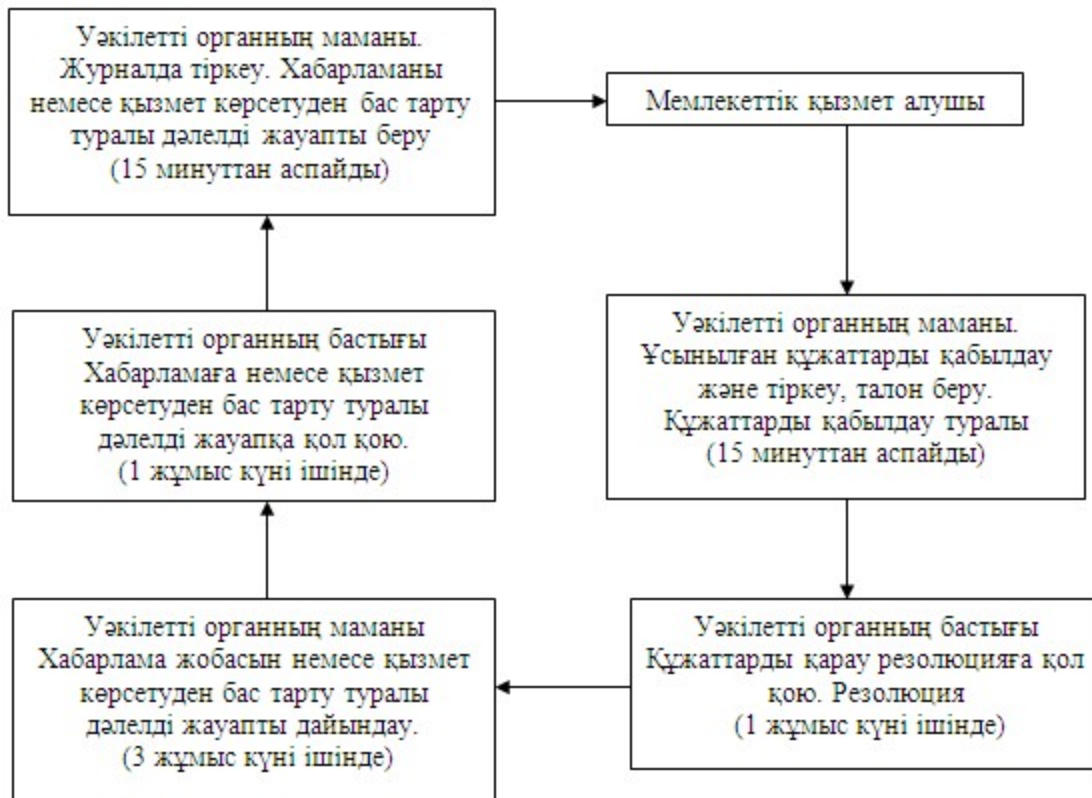 Уәкілетті органның маманы.
Журналда тіркеу. Хабарламаны
немесе қызмет көрсетуден бас тарту
туралы дәлелді жауапты беру
(15 минуттан аспайды)
Мемлекеттік қызмет алушы
Уәкілетті органның бастығы
Хабарламаға немесе қызмет
көрсетуден бас тарту туралы
дәлелді жауапқа қол қою.
(1 жұмыс күні ішінде)
Уәкілетті органның маманы.
Ұсынылған құжаттарды қабылдау
және тіркеу, талон беру.
Құжаттарды қабылдау туралы
(15 минуттан аспайды)
Уәкілетті органның маманы
Хабарлама жобасын немесе қызмет
көрсетуден бас тарту туралы
дәлелді жауапты дайындау.
(3 жұмыс күні ішінде)
Уәкілетті органның бастығы
Құжаттарды қарау резолюцияға қол
қою. Резолюция
(1 жұмыс күні ішінде)